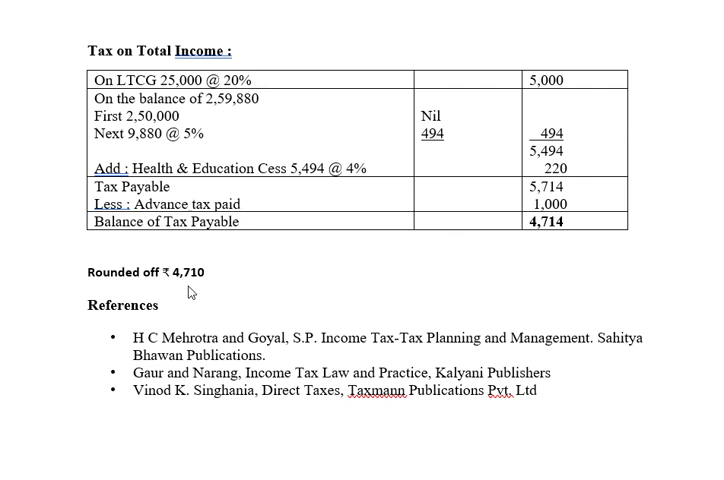 Tax on Total Income :
On LTCG 25,000 @ 20% 5,000
On the balance of 2,59,880
First 2,50,000 Nil
Next 9,880 @ 5% 494 494
5,494
Add : Health & Education Cess 5,494 @ 4% 220
Tax Payable 5,714
Less : Advance tax paid 1,000
Balance of Tax Payable 4,714
Rounded off ₹ 4,710
References
• H C Mehrotra and Goyal, S.P. Income Tax-Tax Planning and Management. Sahitya
Bhawan Publications.
• Gaur and Narang, Income Tax Law and Practice, Kalyani Publishers
• Vinod K. Singhania, Direct Taxes, Taxmann Publications Pvt. Ltd